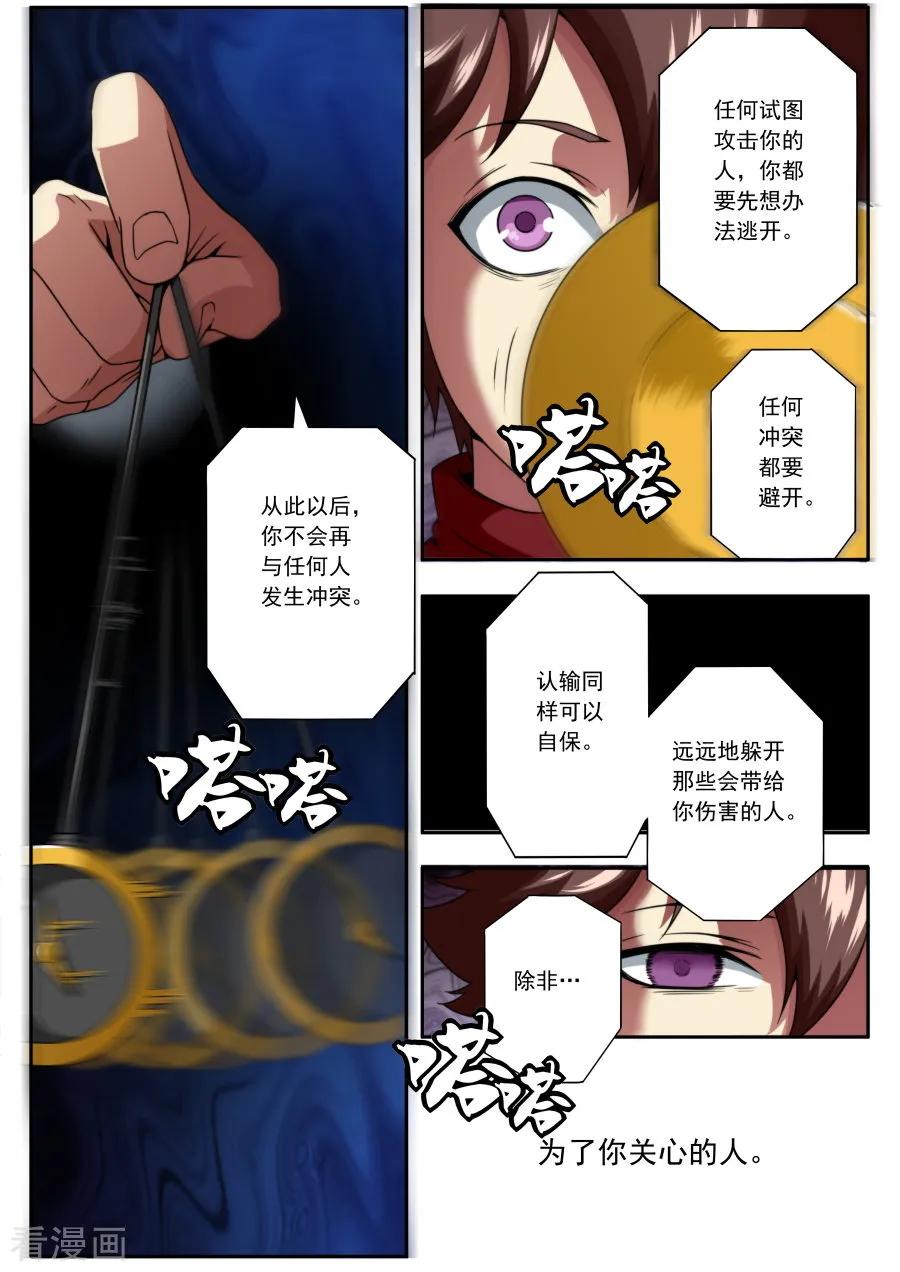 从此以后，
你不会再
与任何人
发生冲突。
嗒嗒
任何试图
攻击你的
人，你都
要先想办
法逃开。
任何
冲突
都要
避开。
嗒嗒
认输同
样可以
自保。
远远地躲开
那些会带给
你伤害的人。
除非…
嗒嗒
为了你关心的人。
看漫画